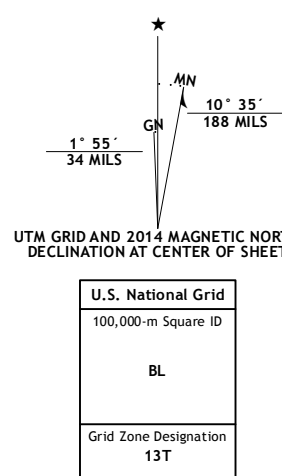 ★
MN
GN
10° 35´
188 MILS
1° 55´
34 MILS
UTM GRID AND 2014 MAGNETIC NORT
DECLINATION AT CENTER OF SHEET
U.S. National Grid
100,000-m Square ID
BL
Grid Zone Designation
13T